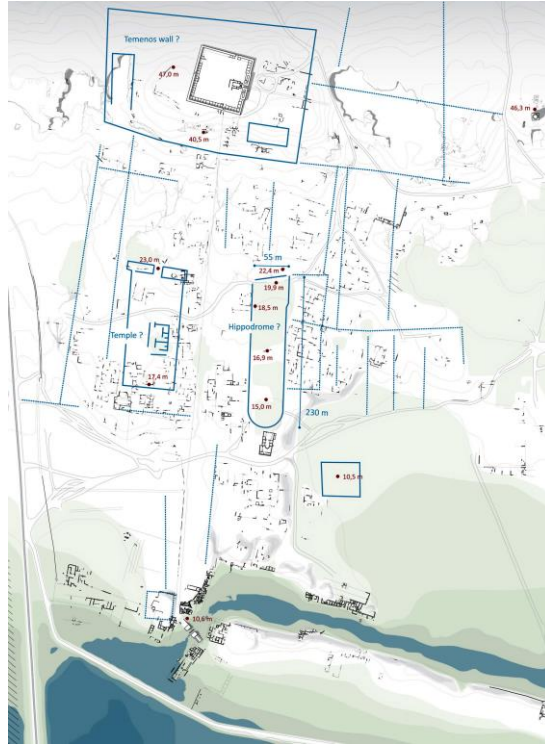 Temenos wall ?
47,0 m
46,3 m
40,5 m
23,0 m
55 m
22,4 m
19,9 m
18,5 m
Temple ?
Hippodrome ?
16,9 m
17,4 m
15,0 m
230 m
10,5 m
10,6 m